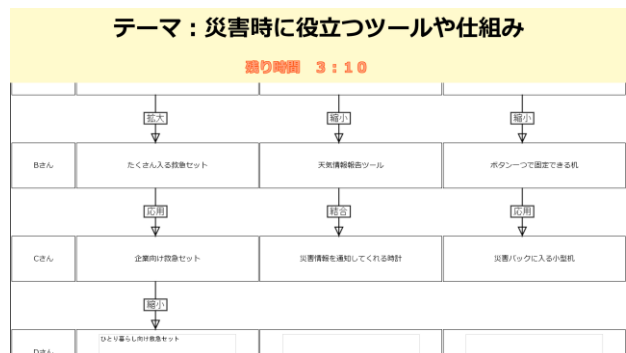 テーマ：災害時に役立つツールや仕組み
残り時間　3：10
拡大
縮小
縮小
Bさん
たくさん入る救急セット
天気情報報告ツール
ボタン一つで固定できる机
応用
結合
応用
Cさん
企業向け救急セット
災害情報を通知してくれる時計
災害パックに入る小型机
縮小
ひとり暮らし向け救急セット
Dさん